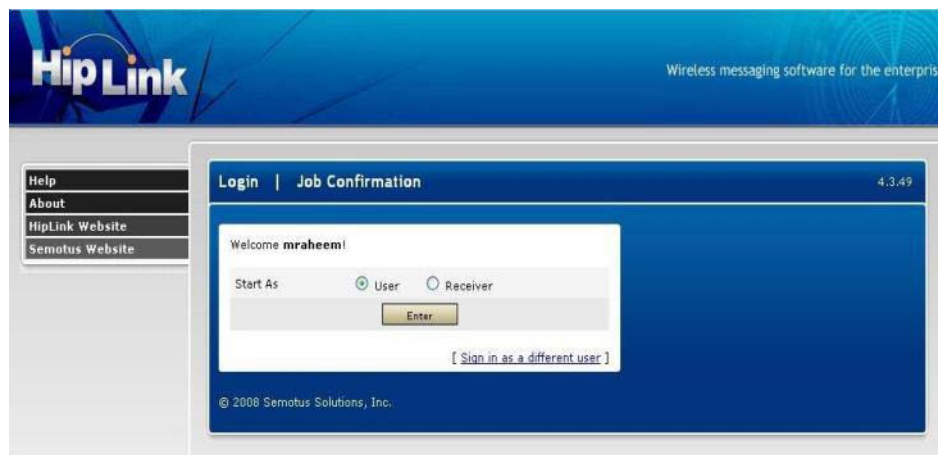 HipLink
Wireless messaging software for the enterpris
Help
About
HipLink Website
Semotus Website
Login | Job Confirmation
4.3.49
Welcome mraheem!
Start As User Receiver
Enter
[ Sign in as a different user ]
© 2008 Semotus Solutions, Inc.